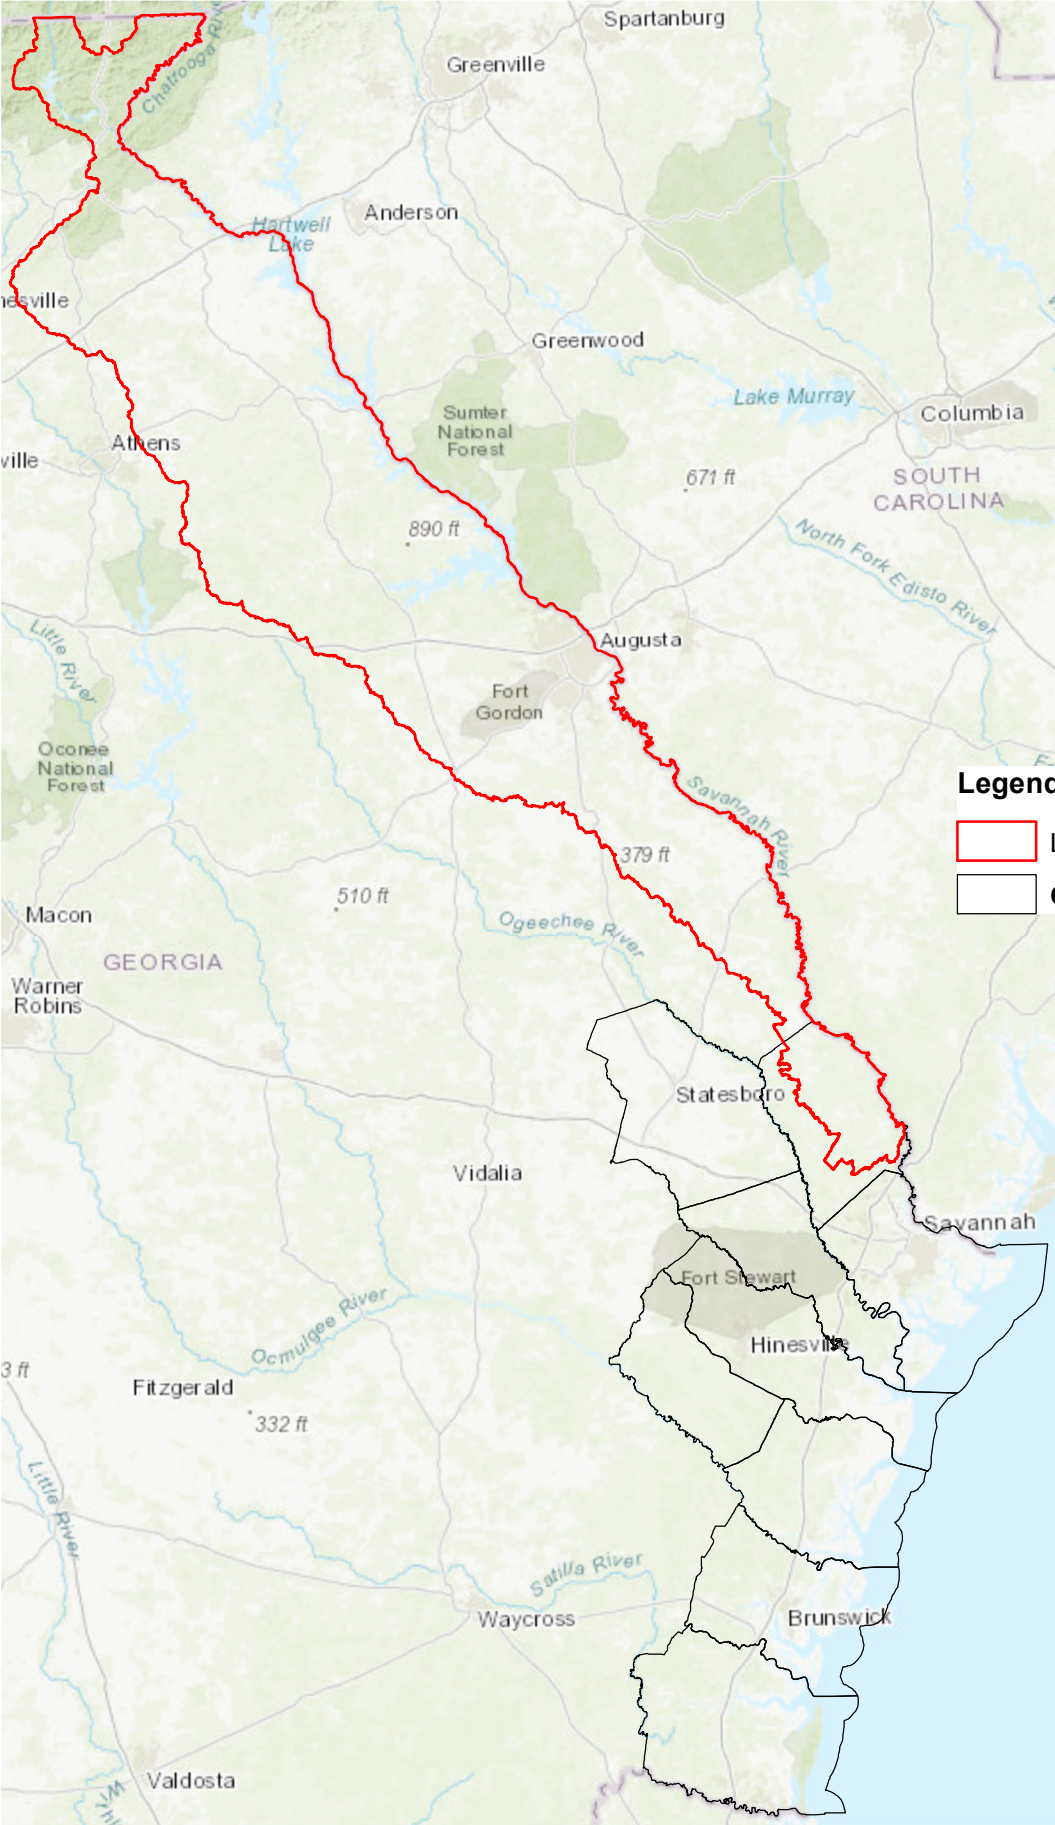 Spartanburg
Greenville
Chattooga
Anderson
Hartwell
Lake
Greenwood
Lake Murray
Columbia
Sumter
National
Forest
Athens
ville
671 ft
SOUTH
CAROLINA
890 ft
North Fork Edisto River
Little River
Augusta
Fort
Gordon
Oconee
National
Forest
Legend
Savannah River
379 ft
510 ft
Macon
Ogeechee River
GEORGIA
Warner
Robins
Statesboro
Vidalia
Savannah
Fort Stewart
Ocmulgee River
Hinesville
3 ft
Fitzgerald
332 ft
Little River
Satilla River
Waycross
Brunswick
Valdosta